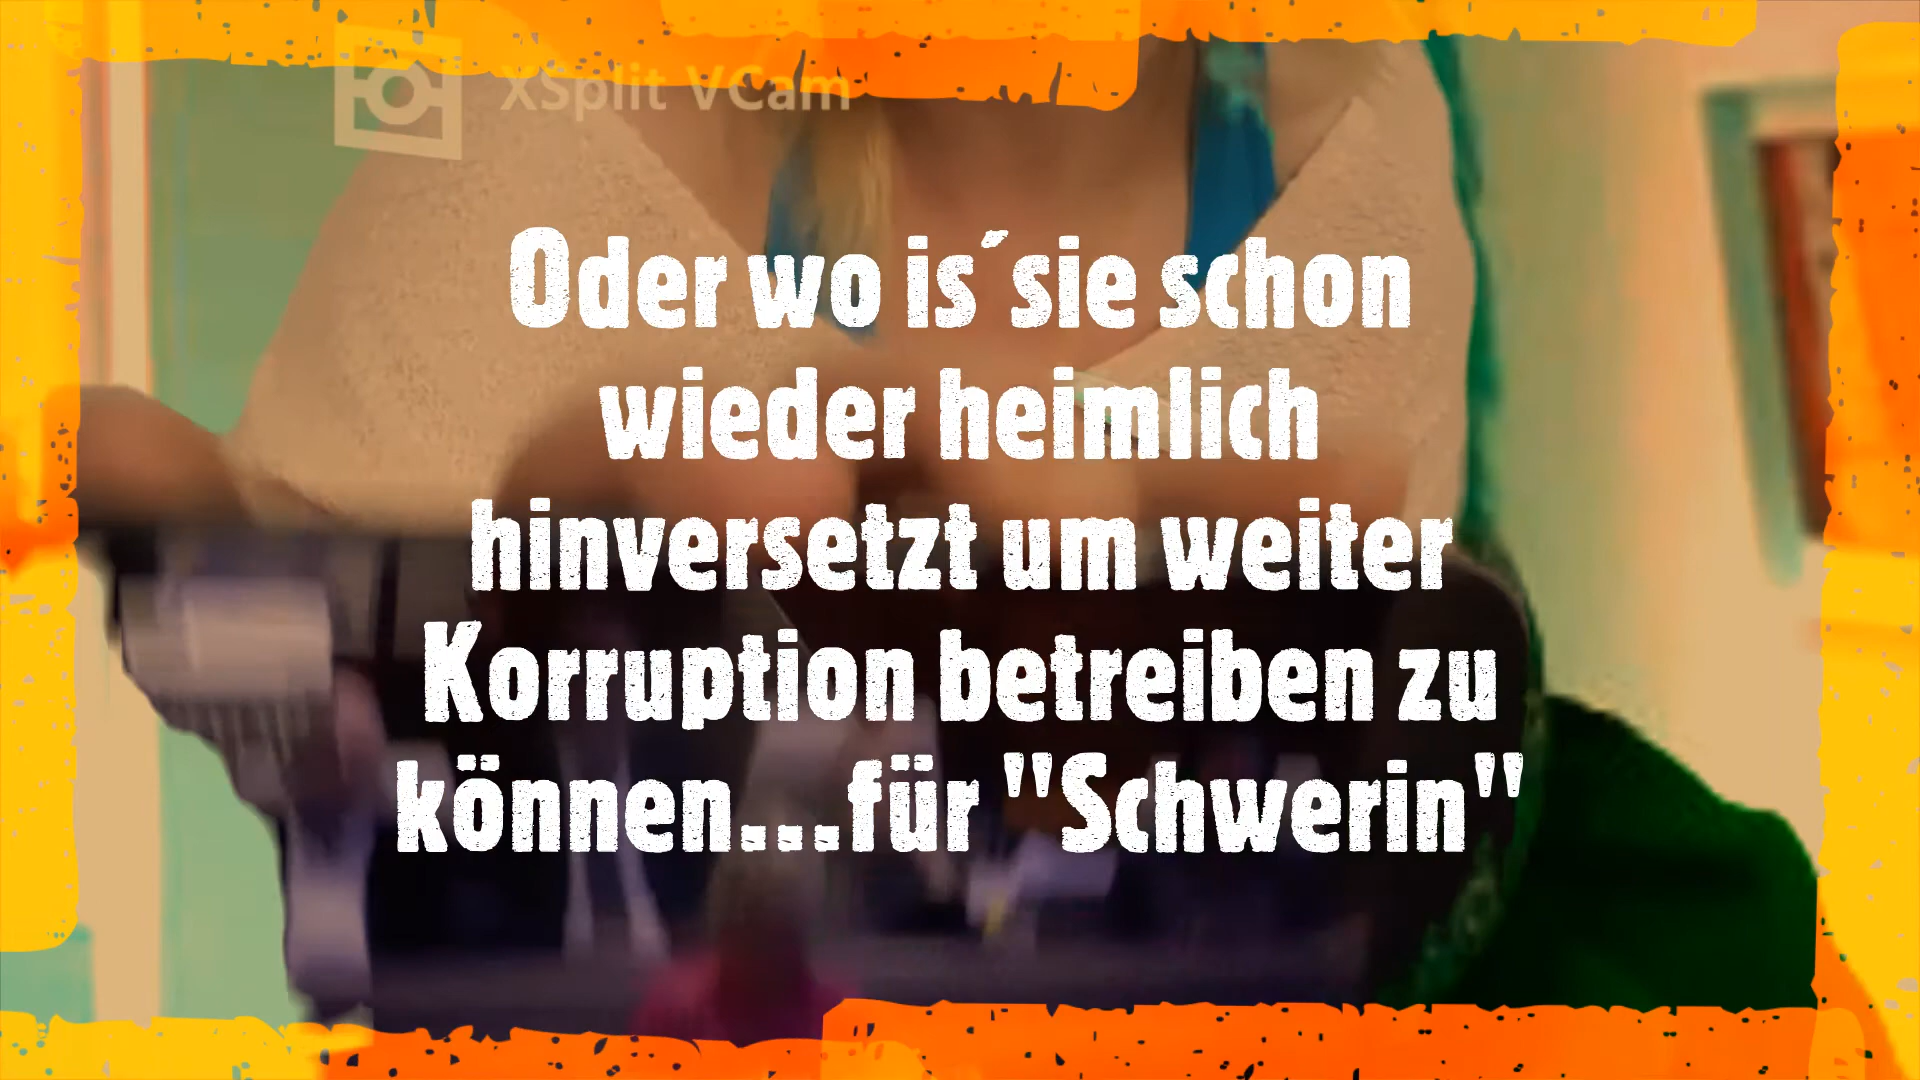 XSplit VCam
Oder wo is´sie schon
wieder heimlich
hinversetzt um weiter
Korruption betreiben zu
können...für "Schwerin"